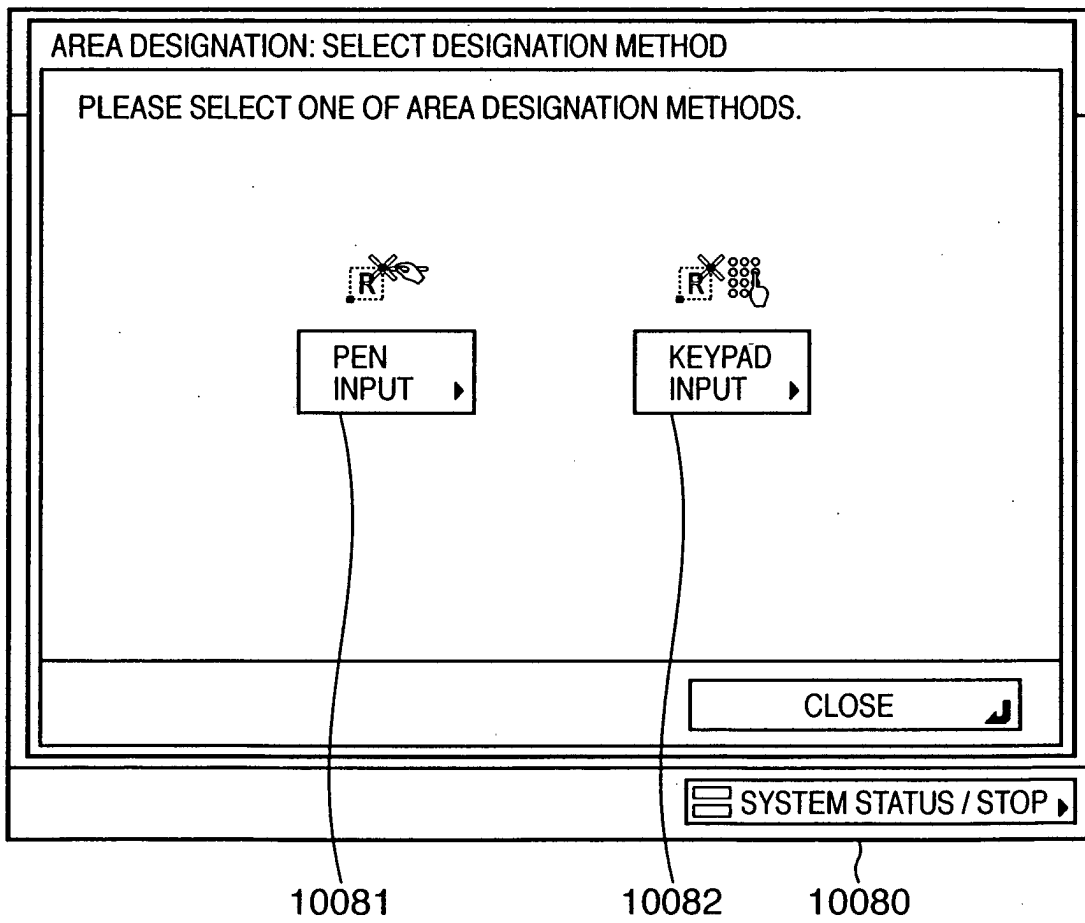 AREA DESIGNATION: SELECT DESIGNATION METHOD
PLEASE SELECT ONE OF AREA DESIGNATION METHODS.
R
R
PEN
INPUT
KEYPAD
INPUT
CLOSE
SYSTEM STATUS / STOP
10081
10082
10080